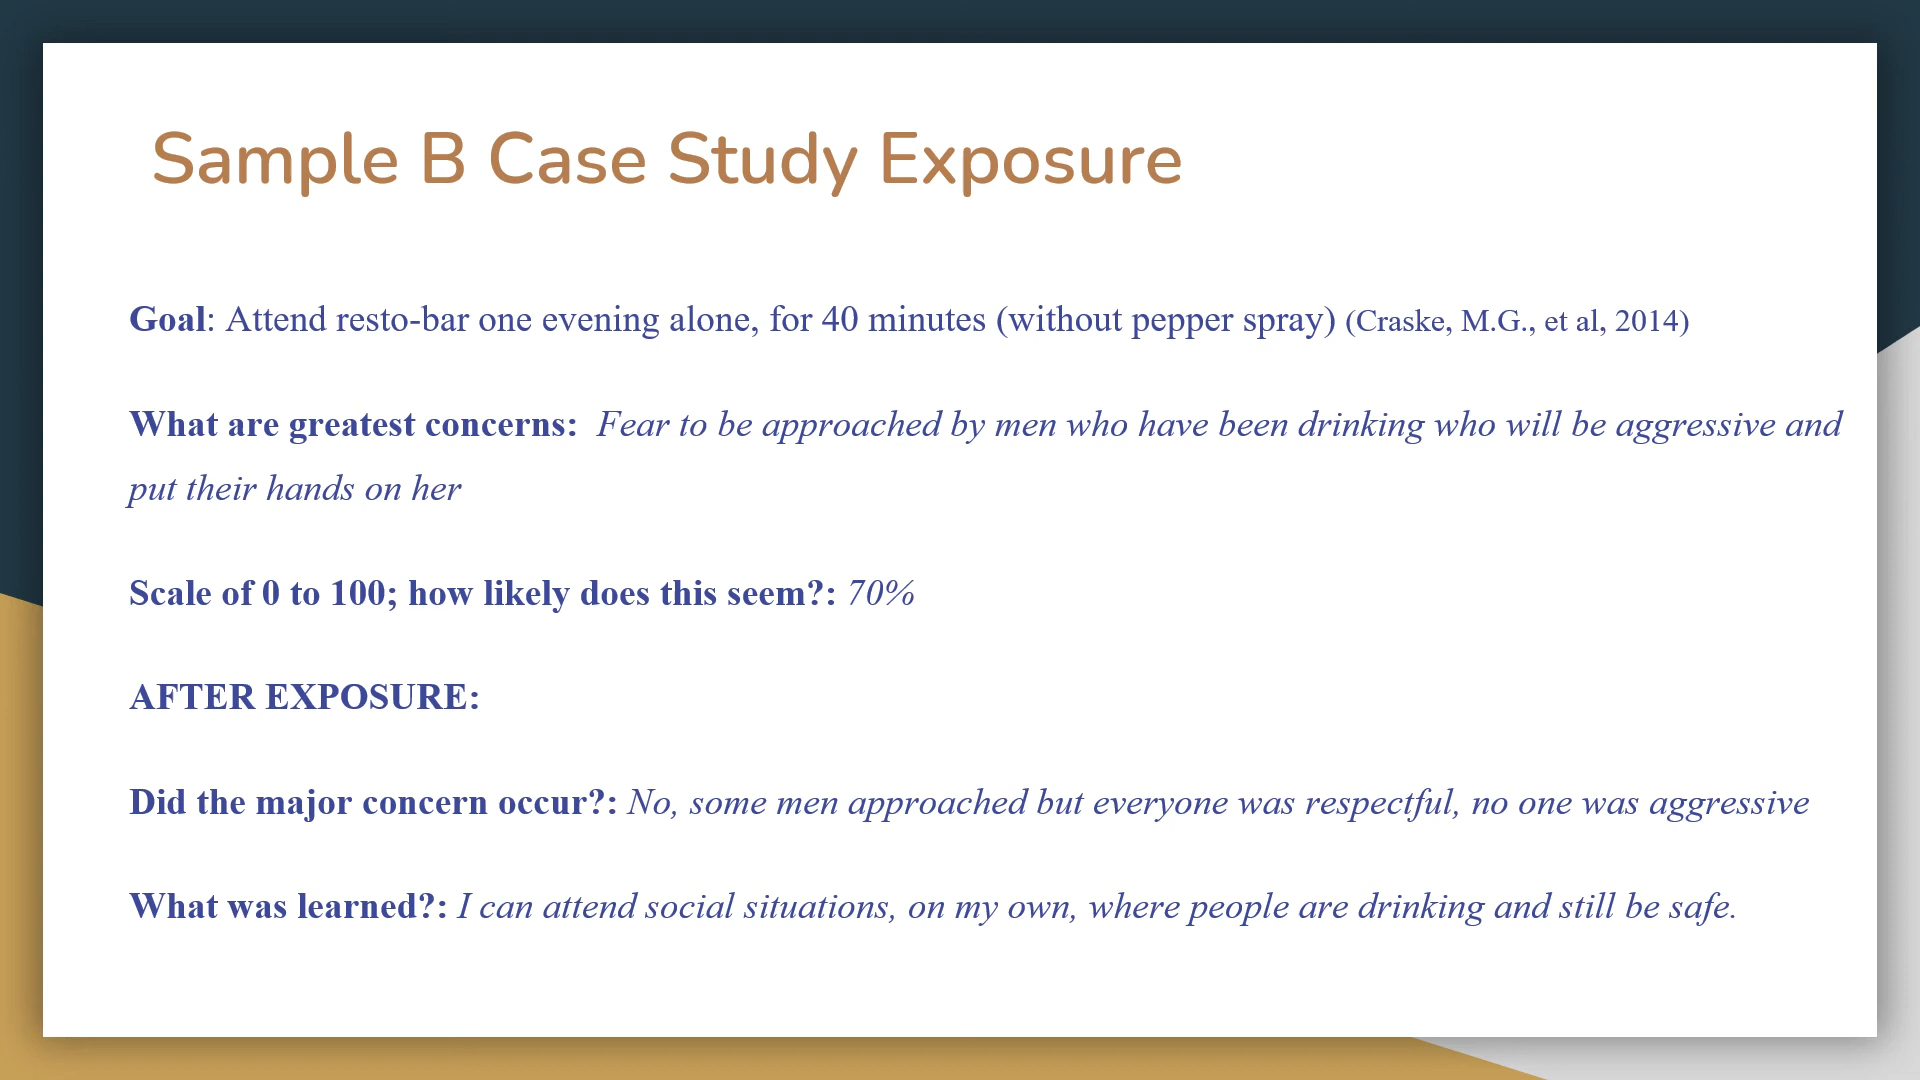 Sample B Case Study Exposure
Goal: Attend resto-bar one evening alone, for 40 minutes (without pepper spray) (Craske, M.G., et al, 2014)
What are greatest concerns:  Fear to be approached by men who have been drinking who will be aggressive and
put their hands on her
Scale of 0 to 100; how likely does this seem?: 70%
AFTER EXPOSURE:
Did the major concern occur?: No, some men approached but everyone was respectful, no one was aggressive
What was learned?: I can attend social situations, on my own, where people are drinking and still be safe.